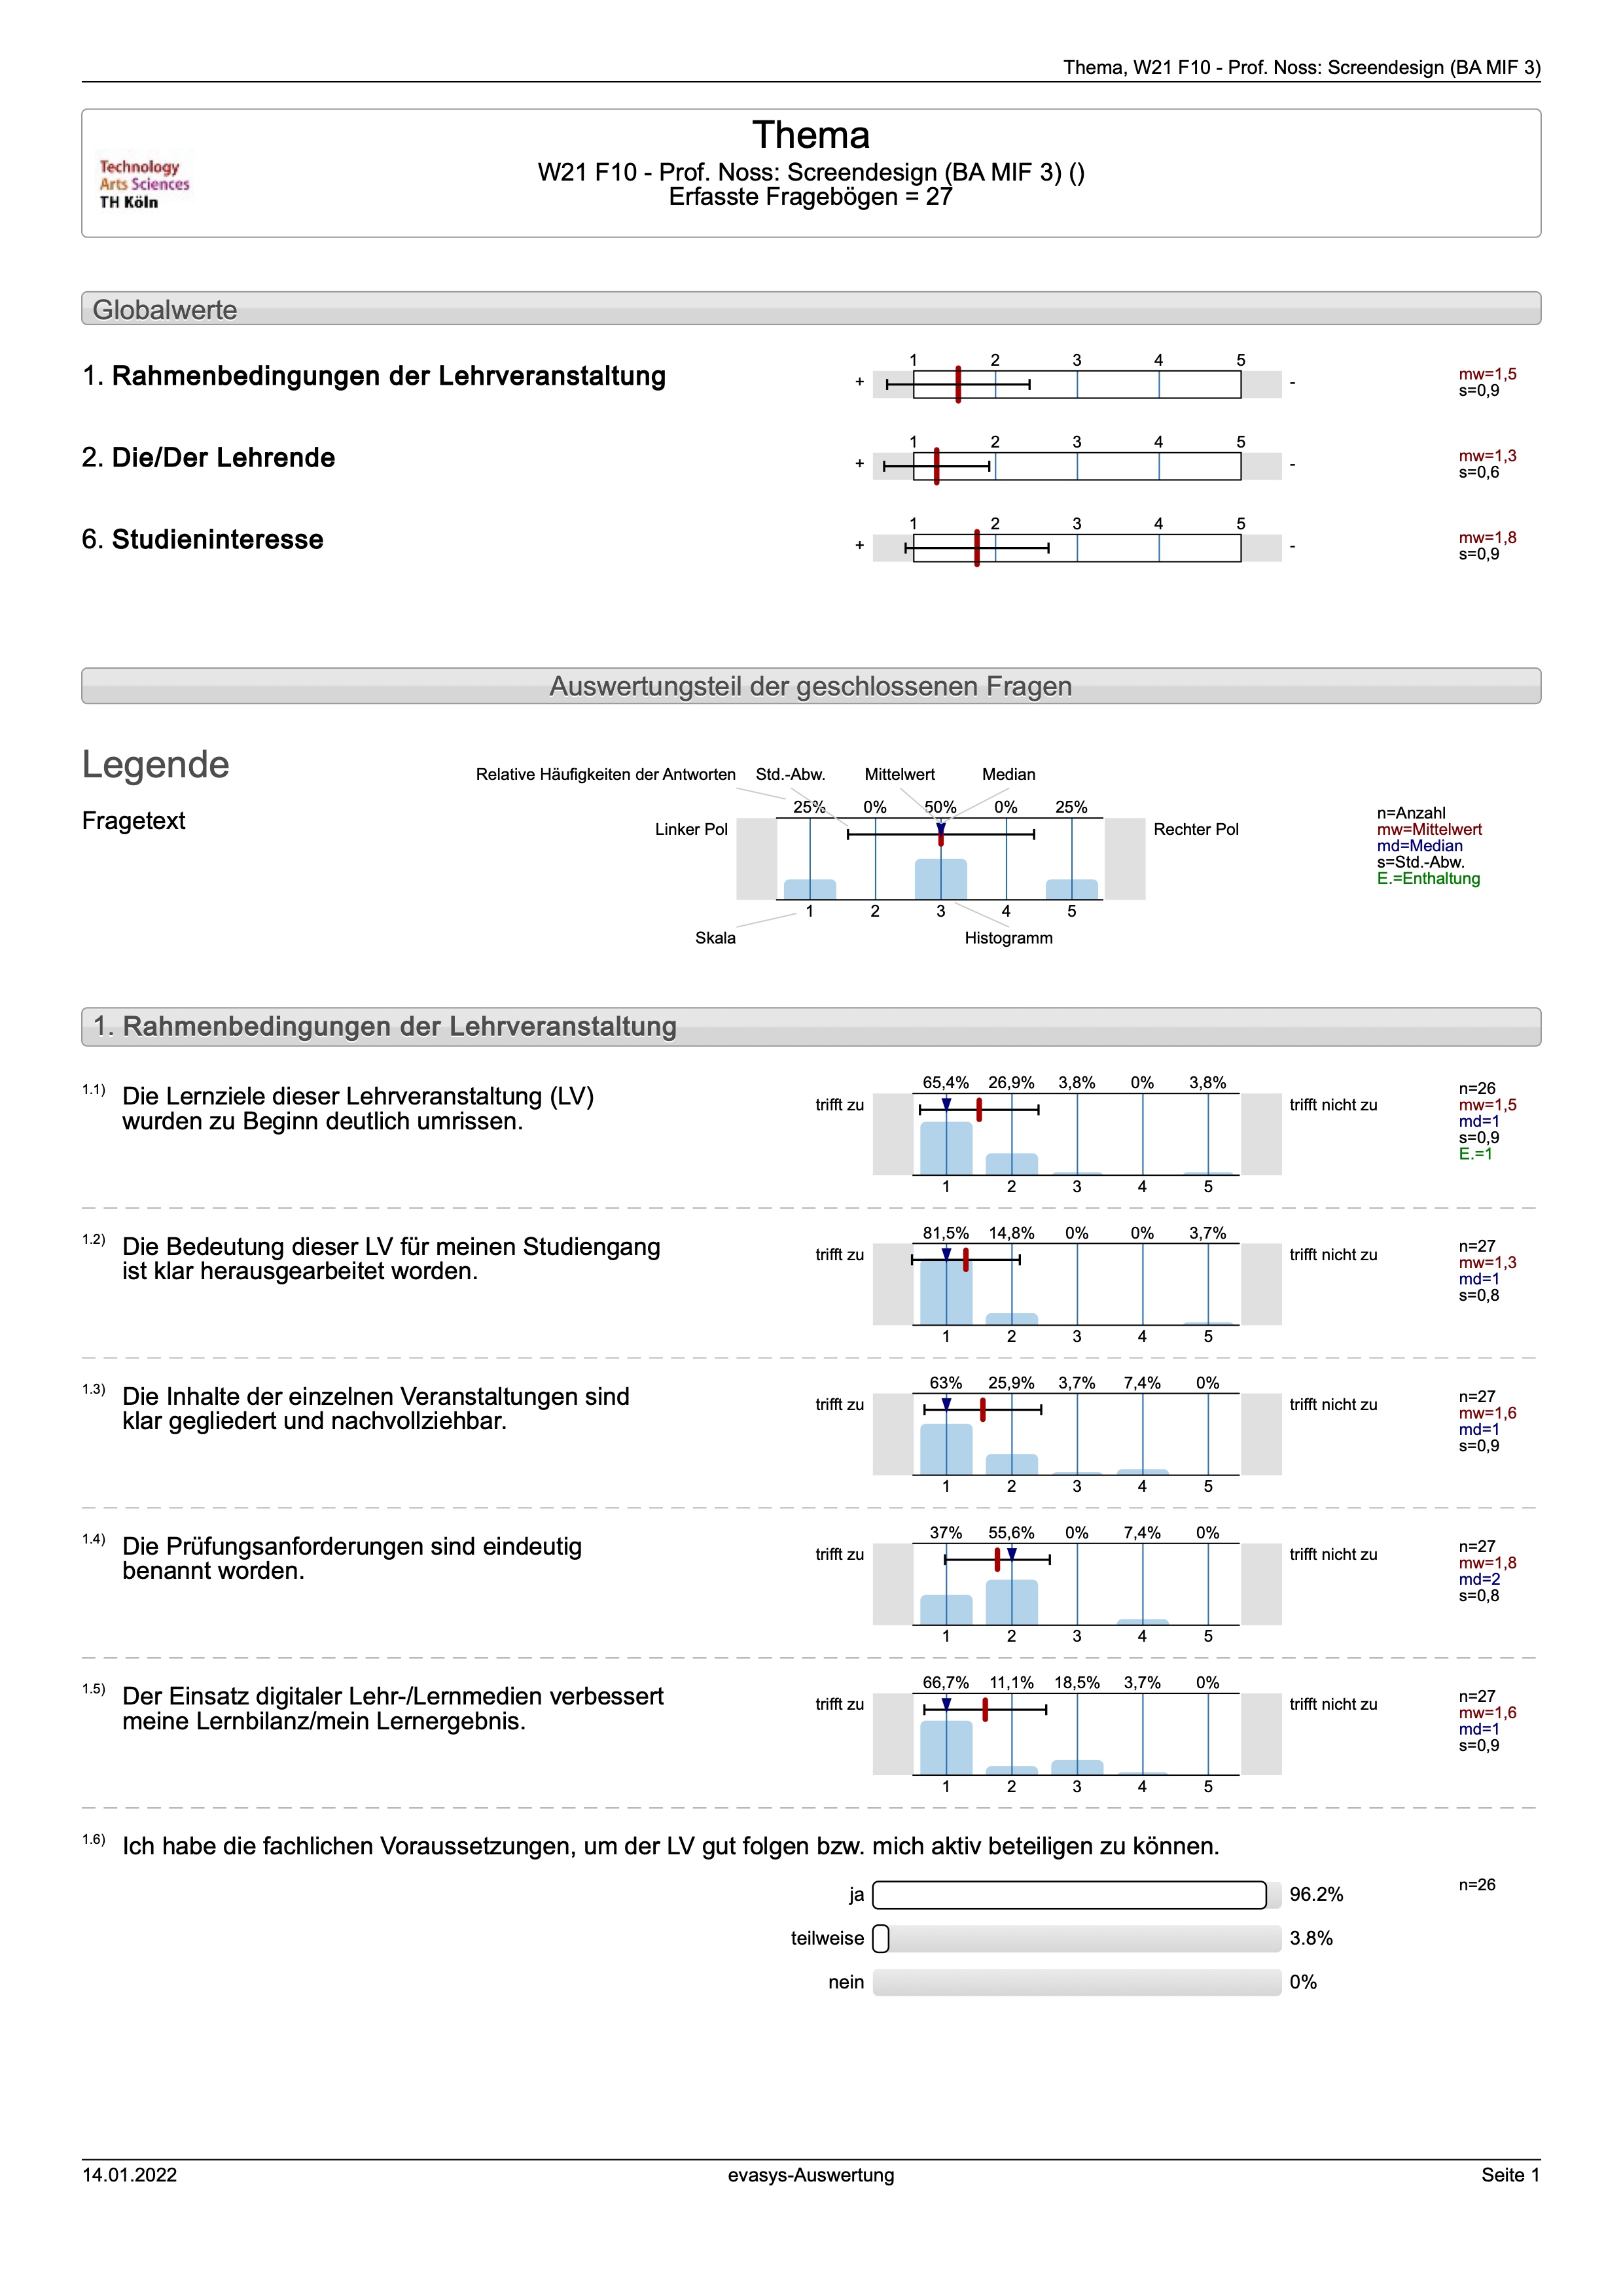 Thema, W21 F10 - Prof. Noss: Screendesign (BA MIF 3)
Technology
Arts Sciences
TH Köln
Thema
W21 F10 - Prof. Noss: Screendesign (BA MIF 3) ()
Erfasste Fragebögen = 27
Globalwerte
1. Rahmenbedingungen der Lehrveranstaltung
1 2 3 4 5
+ -
mw=1,5
s=0,9
2. Die/Der Lehrende
1 2 3 4 5
+ -
mw=1,3
s=0,6
6. Studieninteresse
1 2 3 4 5
+ -
mw=1,8
s=0,9
Auswertungsteil der geschlossenen Fragen
Legende
Fragetext
Relative Häufigkeiten der Antworten Std.-Abw. Mittelwert Median
25% 0% 50% 0% 25%
Linker Pol Rechter Pol
1 2 3 4 5
Skala Histogramm
n=Anzahl
mw=Mittelwert
md=Median
s=Std.-Abw.
E.=Enthaltung
1. Rahmenbedingungen der Lehrveranstaltung
1.1) Die Lernziele dieser Lehrveranstaltung (LV)
wurden zu Beginn deutlich umrissen.
65,4% 26,9% 3,8% 0% 3,8%
trifft zu trifft nicht zu
1 2 3 4 5
n=26
mw=1,5
md=1
s=0,9
E.=1
1.2) Die Bedeutung dieser LV für meinen Studiengang
ist klar herausgearbeitet worden.
81,5% 14,8% 0% 0% 3,7%
trifft zu trifft nicht zu
1 2 3 4 5
n=27
mw=1,3
md=1
s=0,8
1.3) Die Inhalte der einzelnen Veranstaltungen sind
klar gegliedert und nachvollziehbar.
63% 25,9% 3,7% 7,4% 0%
trifft zu trifft nicht zu
1 2 3 4 5
n=27
mw=1,6
md=1
s=0,9
1.4) Die Prüfungsanforderungen sind eindeutig
benannt worden.
37% 55,6% 0% 7,4% 0%
trifft zu trifft nicht zu
1 2 3 4 5
n=27
mw=1,8
md=2
s=0,8
1.5) Der Einsatz digitaler Lehr-/Lernmedien verbessert
meine Lernbilanz/mein Lernergebnis.
66,7% 11,1% 18,5% 3,7% 0%
trifft zu trifft nicht zu
1 2 3 4 5
n=27
mw=1,6
md=1
s=0,9
1.6) Ich habe die fachlichen Voraussetzungen, um der LV gut folgen bzw. mich aktiv beteiligen zu können.
ja 96.2%
n=26
teilweise 3.8%
nein 0%
14.01.2022 evasys-Auswertung Seite 1